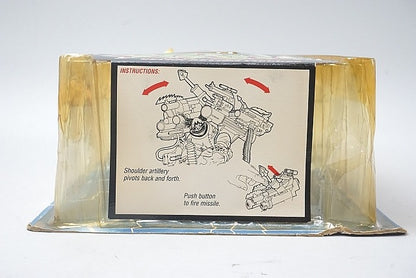 INSTRUCTIONS:
Shoulder artillery
pivots back and forth.
Push button
to fire missile.